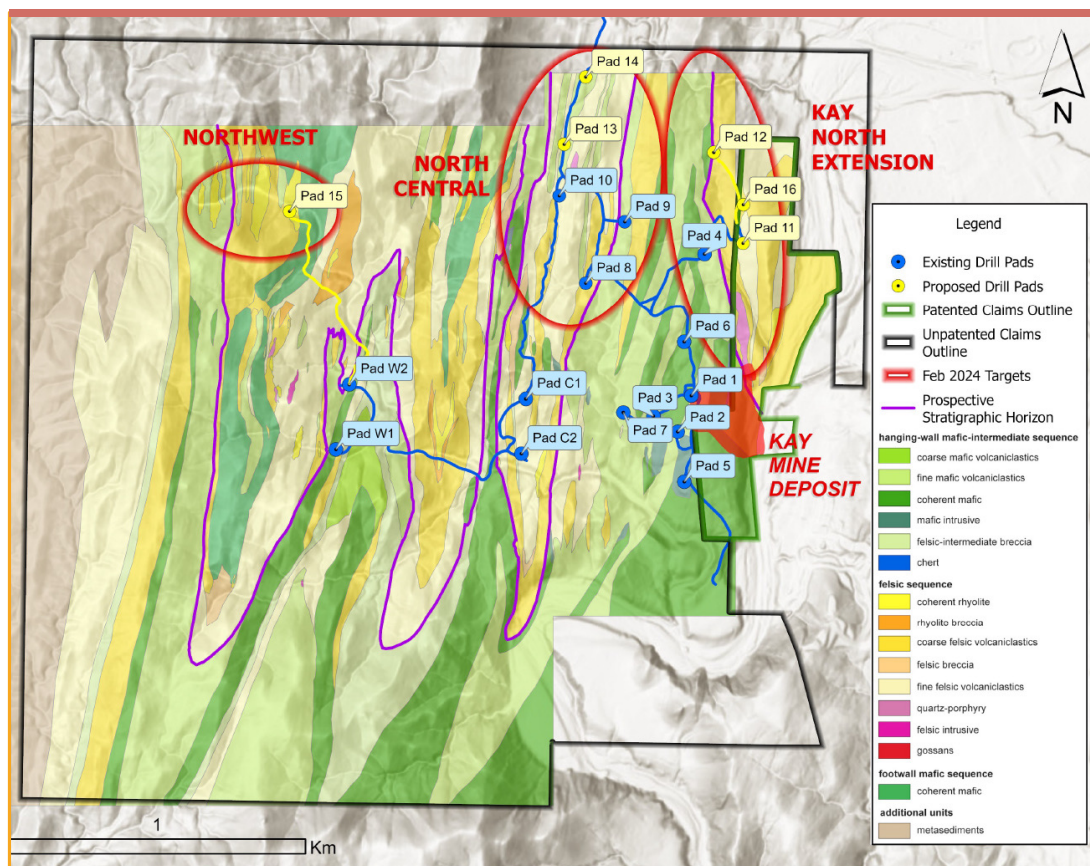 Pad 14
KAY
NORTH
EXTENSION
N
NORTHWEST
NORTH
CENTRAL
Pad 13
Pad 12
Pad 15
Pad 10
Pad 16
Pad 9
Pad 11
Pad 4
Pad 8
Pad 6
Pad W2
Pad C1
Pad 1
Pad 3
Pad 2
Pad 7
Pad W1
Pad C2
Pad 5
KAY
MINE
DEPOSIT
Legend
Existing Drill Pads
Proposed Drill Pads
Patented Claims Outline
Unpatented Claims
Outline
Feb 2024 Targets
Prospective
Stratigraphic Horizon
hanging-wall mafic-intermediate sequence
coarse mafic volcaniclastics
fine mafic volcaniclastics
coherent mafic
mafic intrusive
felsic-intermediate breccia
chert
felsic sequence
coherent rhyolite
rhyolito breccia
coarse felsic volcaniclastics
felsic breccia
fine felsic volcaniclastics
quartz-porphyry
felsic intrusive
gossans
footwall mafic sequence
coherent mafic
additional units
metasediments
1
Km